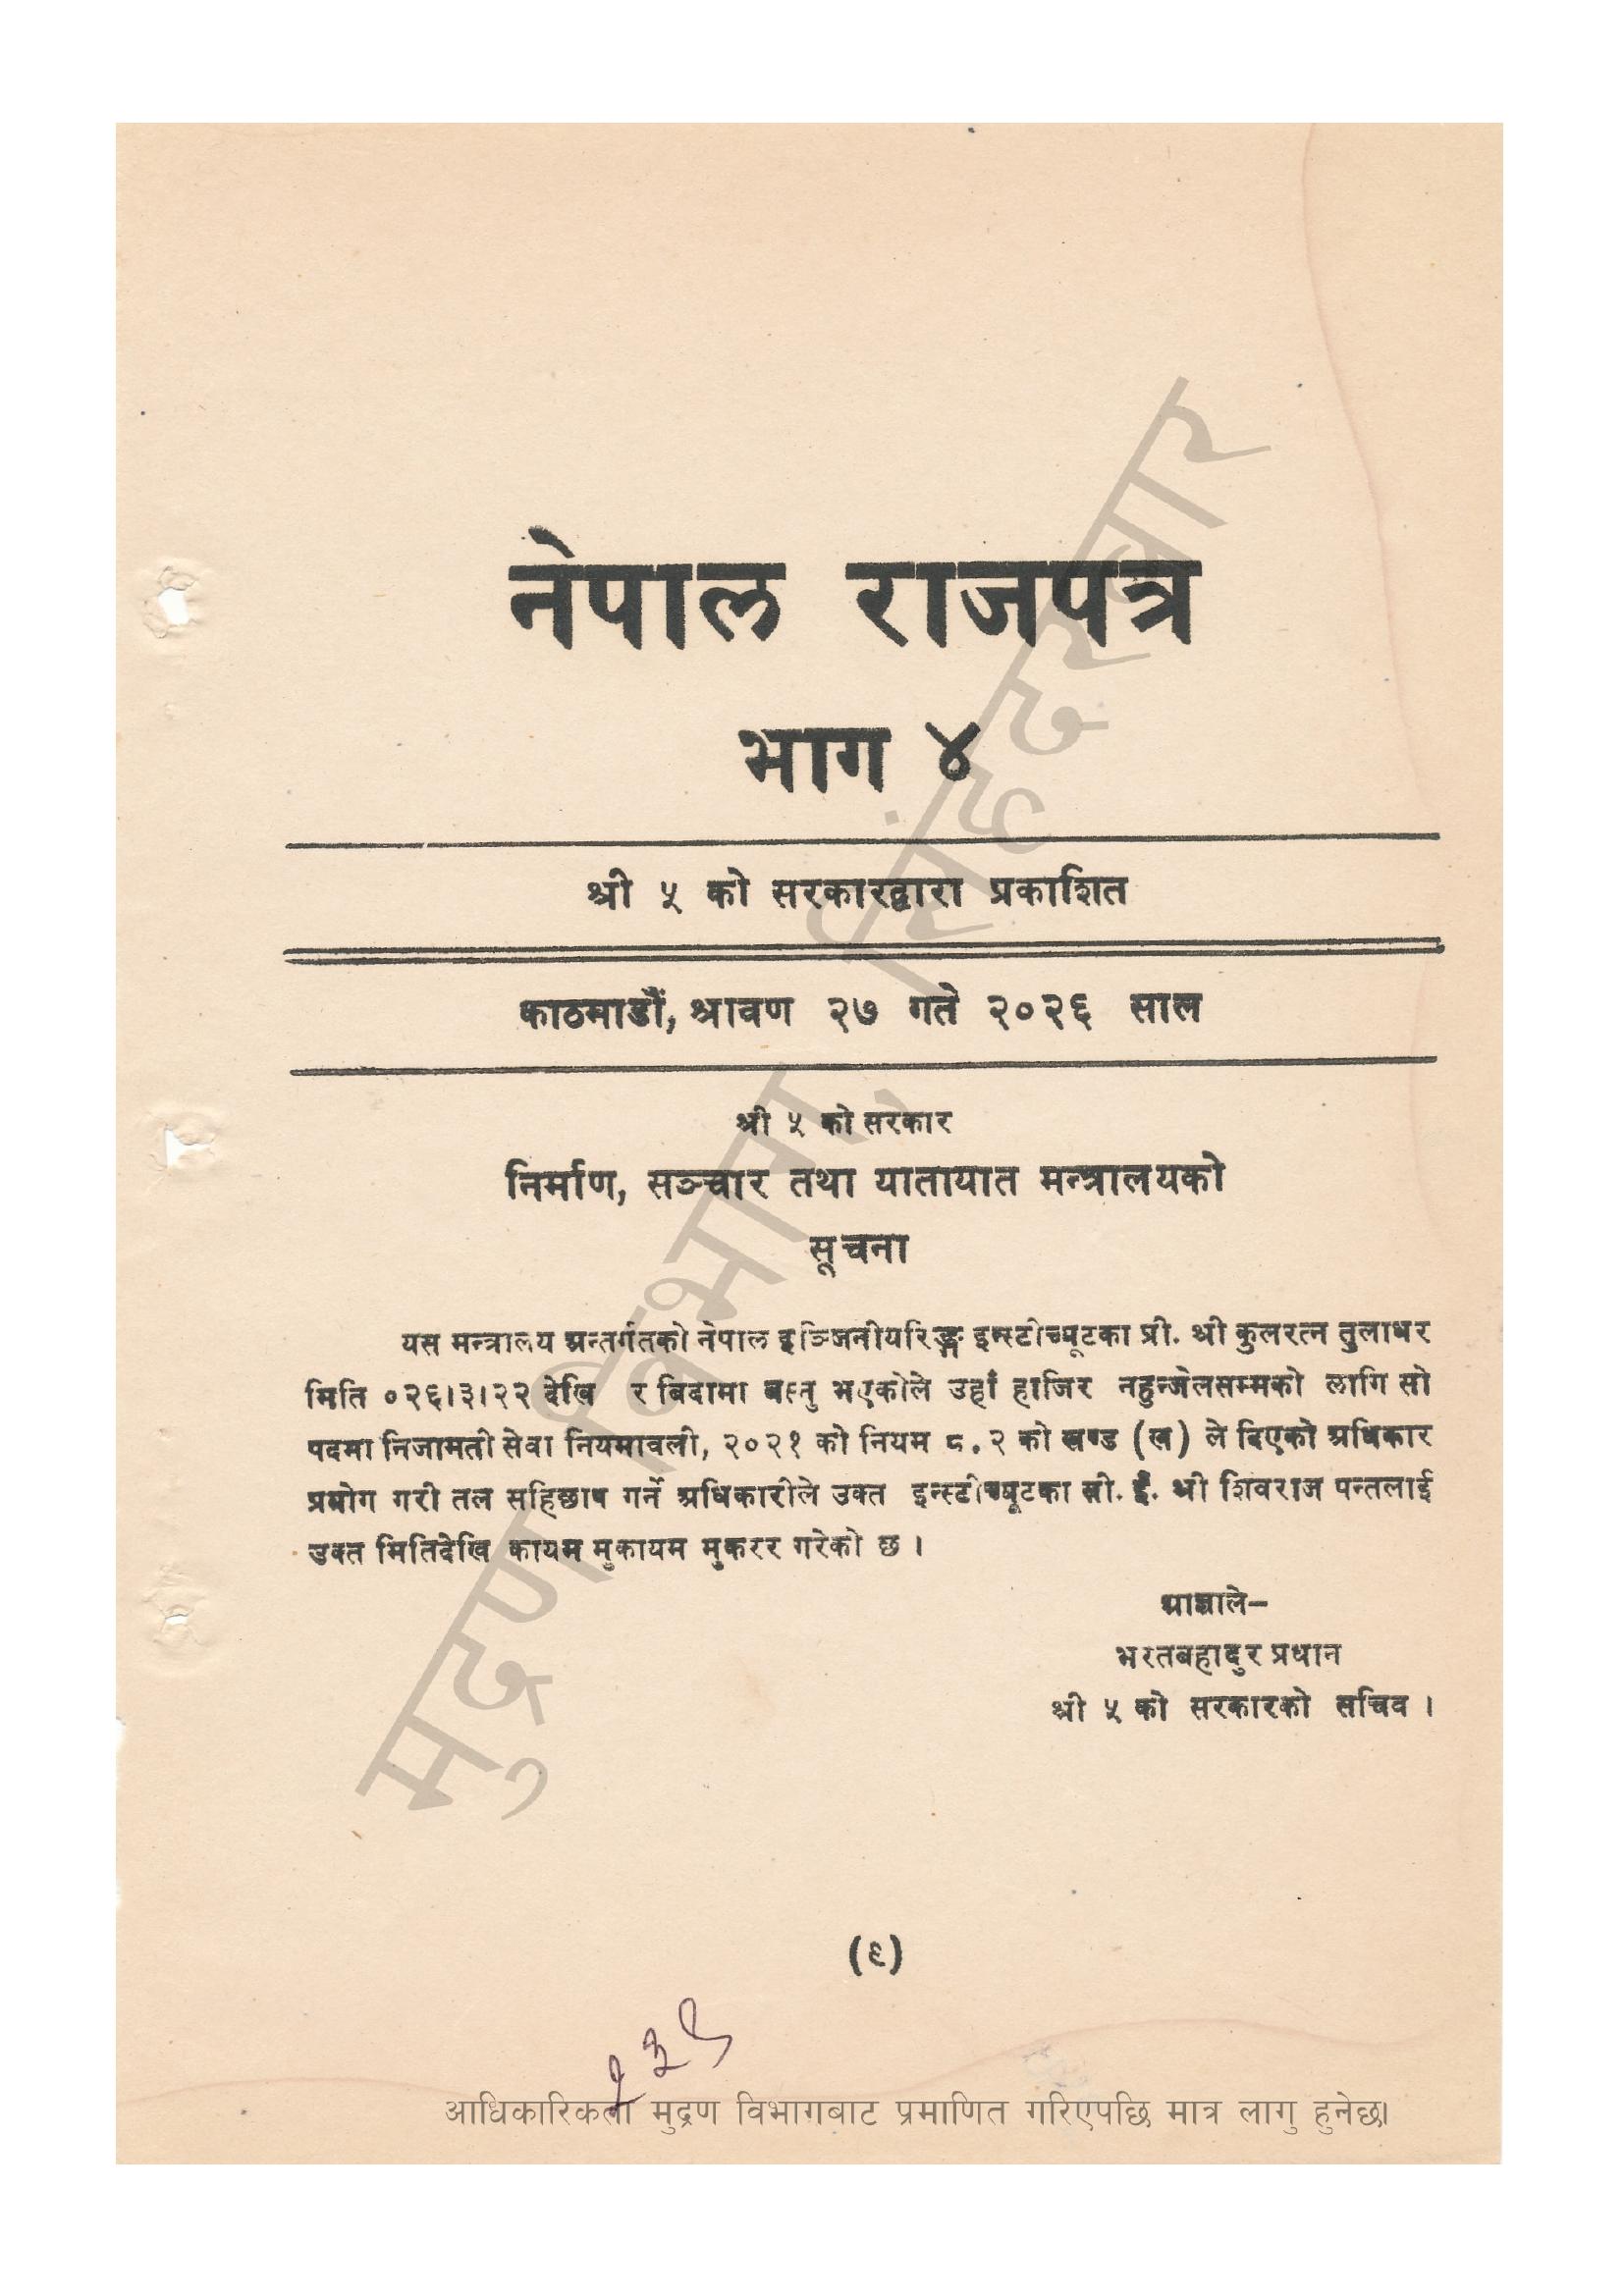 नेपाल राजपत्र
भाग ४
श्री ५ को सरकारद्वारा प्रकाशित
काठमाडौं, श्रावण २७ गते २०२६ साल
श्री ५ को सरकार
निर्माण, सञ्चार तथा यातायात मन्त्रालयको
सूचना
यस मन्त्रालय अन्तर्गतको नेपाल इञ्जिनीयरिङ्ग इन्स्टीच्यूटका प्री. श्री कुलरत्न तुलाधर
मिति ०२६।३।२२ देखि र बिदामा बस्नु भएकोले उहां हाजिर नहुन्जेलसम्मको लागि सो
पदमा निजामती सेवा नियमावली, २०२१ को नियम ८.२ को खण्ड (ख) ले दिएको अधिकार
प्रयोग गरी तल सहिछाप गर्ने अधिकारीले उक्त इन्स्टीच्यूटका सी. ई. श्री शिवराज पन्तलाई
उक्त मितिदेखि कायम मुकायम मुकरर गरेको छ ।
आज्ञाले–
भरतबहादुर प्रधान
श्री ५ को सरकारको सचिव ।
(९)
मुद्रण विभाग, सिंहदरबार
आधिकारिकता मुद्रण विभागबाट प्रमाणित गरिएपछि मात्र लागु हुनेछ।